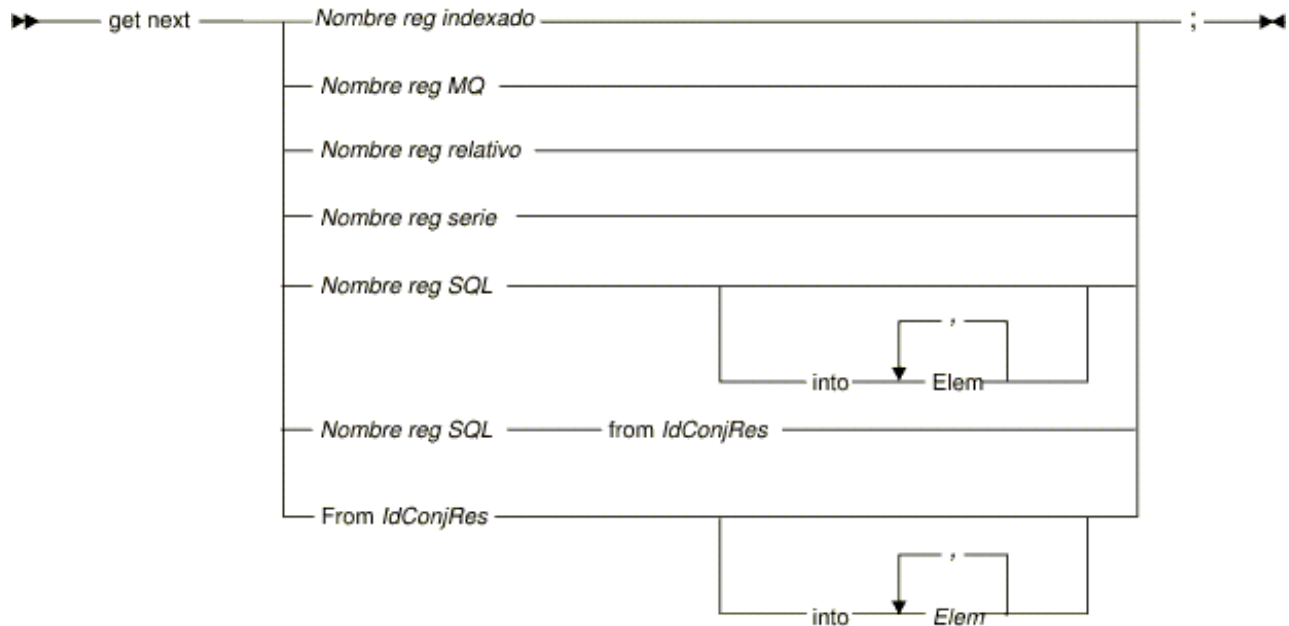 get next Nombre reg indexado ;
Nombre reg MQ
Nombre reg relativo
Nombre reg serie
Nombre reg SQL
,
into Elem
Nombre reg SQL from IdConjRes
From IdConjRes
,
into Elem